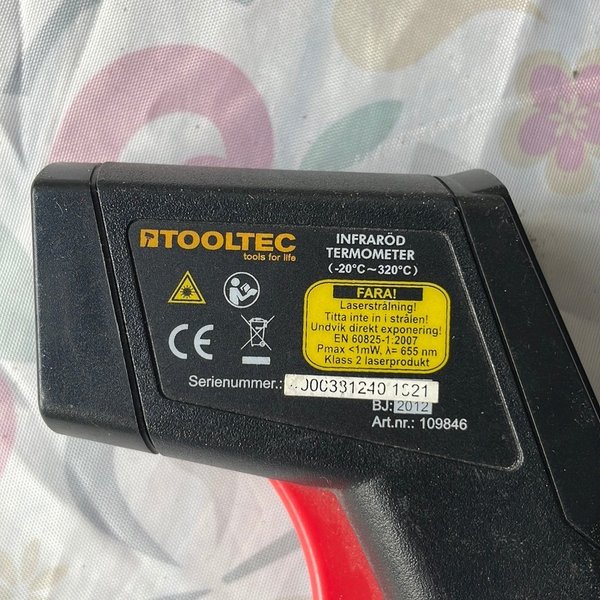 TOOLTEC
tools for life
INFRARÖD
TERMOMETER
(-20°C~320°C)
FARA!
Laserstrålning!
Titta inte in i strålen!
Undvik direkt exponering!
EN 60825-1:2007
Pmax <1mW, λ= 655 nm
Klass 2 laserprodukt
CE
Serienummer.:
BJ: 2012
Art.nr.: 109846